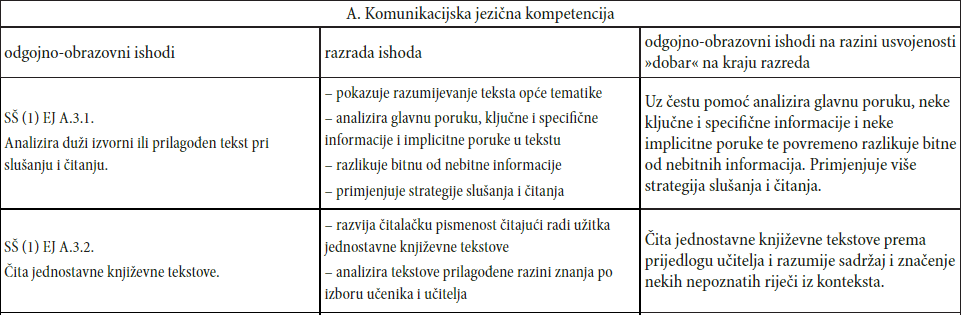 A. Komunikacijska jezična kompetencija
odgojno-obrazovni ishodi
razrada ishoda
odgojno-obrazovni ishodi na razini usvojenosti
»dobar« na kraju razreda
SŠ (1) EJ A.3.1.
Analizira duži izvorni ili prilagođen tekst pri
slušanju i čitanju.
– pokazuje razumijevanje teksta opće tematike
– analizira glavnu poruku, ključne i specifične
informacije i implicitne poruke u tekstu
– razlikuje bitnu od nebitne informacije
– primjenjuje strategije slušanja i čitanja
Uz čestu pomoć analizira glavnu poruku, neke
ključne i specifične informacije i neke
implicitne poruke te povremeno razlikuje bitne
od nebitnih informacija. Primjenjuje više
strategija slušanja i čitanja.
SŠ (1) EJ A.3.2.
Čita jednostavne književne tekstove.
– razvija čitalačku pismenost čitajući radi užitka
jednostavne književne tekstove
– analizira tekstove prilagođene razini znanja po
izboru učenika i učitelja
Čita jednostavne književne tekstove prema
prijedlogu učitelja i razumije sadržaj i značenje
nekih nepoznatih riječi iz konteksta.